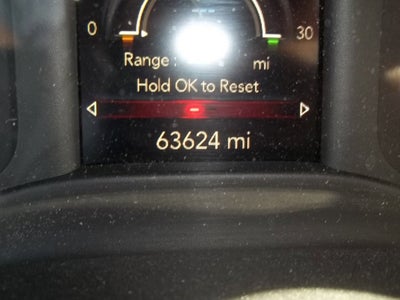 0 30
Range : mi
Hold OK to Reset
63624 mi